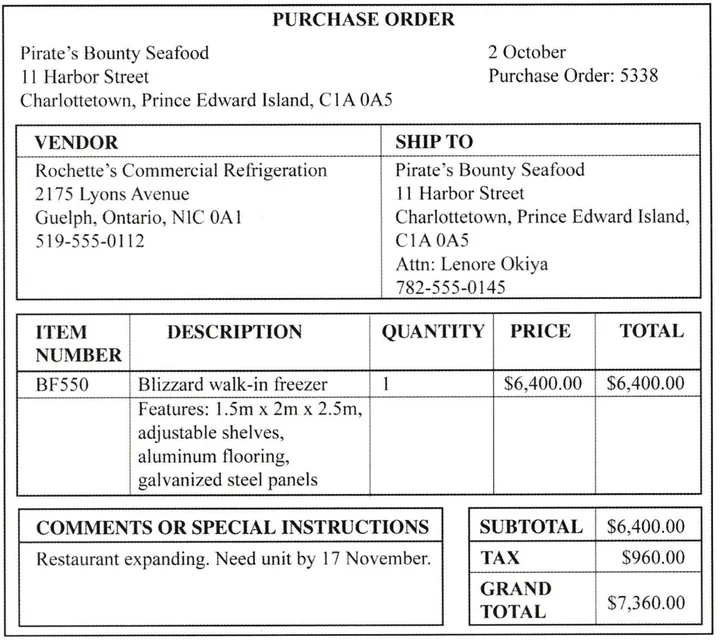 PURCHASE ORDER
Pirate's Bounty Seafood
11 Harbor Street
Charlottetown, Prince Edward Island, C1A 0A5
2 October
Purchase Order: 5338
VENDOR
Rochette's Commercial Refrigeration
2175 Lyons Avenue
Guelph, Ontario, N1C 0A1
519-555-0112
SHIP TO
Pirate's Bounty Seafood
11 Harbor Street
Charlottetown, Prince Edward Island,
C1A 0A5
Attn: Lenore Okiya
782-555-0145
ITEM NUMBER DESCRIPTION QUANTITY PRICE TOTAL
BF550 Blizzard walk-in freezer 1 $6,400.00 $6,400.00
Features: 1.5m x 2m x 2.5m,
adjustable shelves,
aluminum flooring,
galvanized steel panels
COMMENTS OR SPECIAL INSTRUCTIONS
Restaurant expanding. Need unit by 17 November.
SUBTOTAL $6,400.00
TAX $960.00
GRAND TOTAL $7,360.00